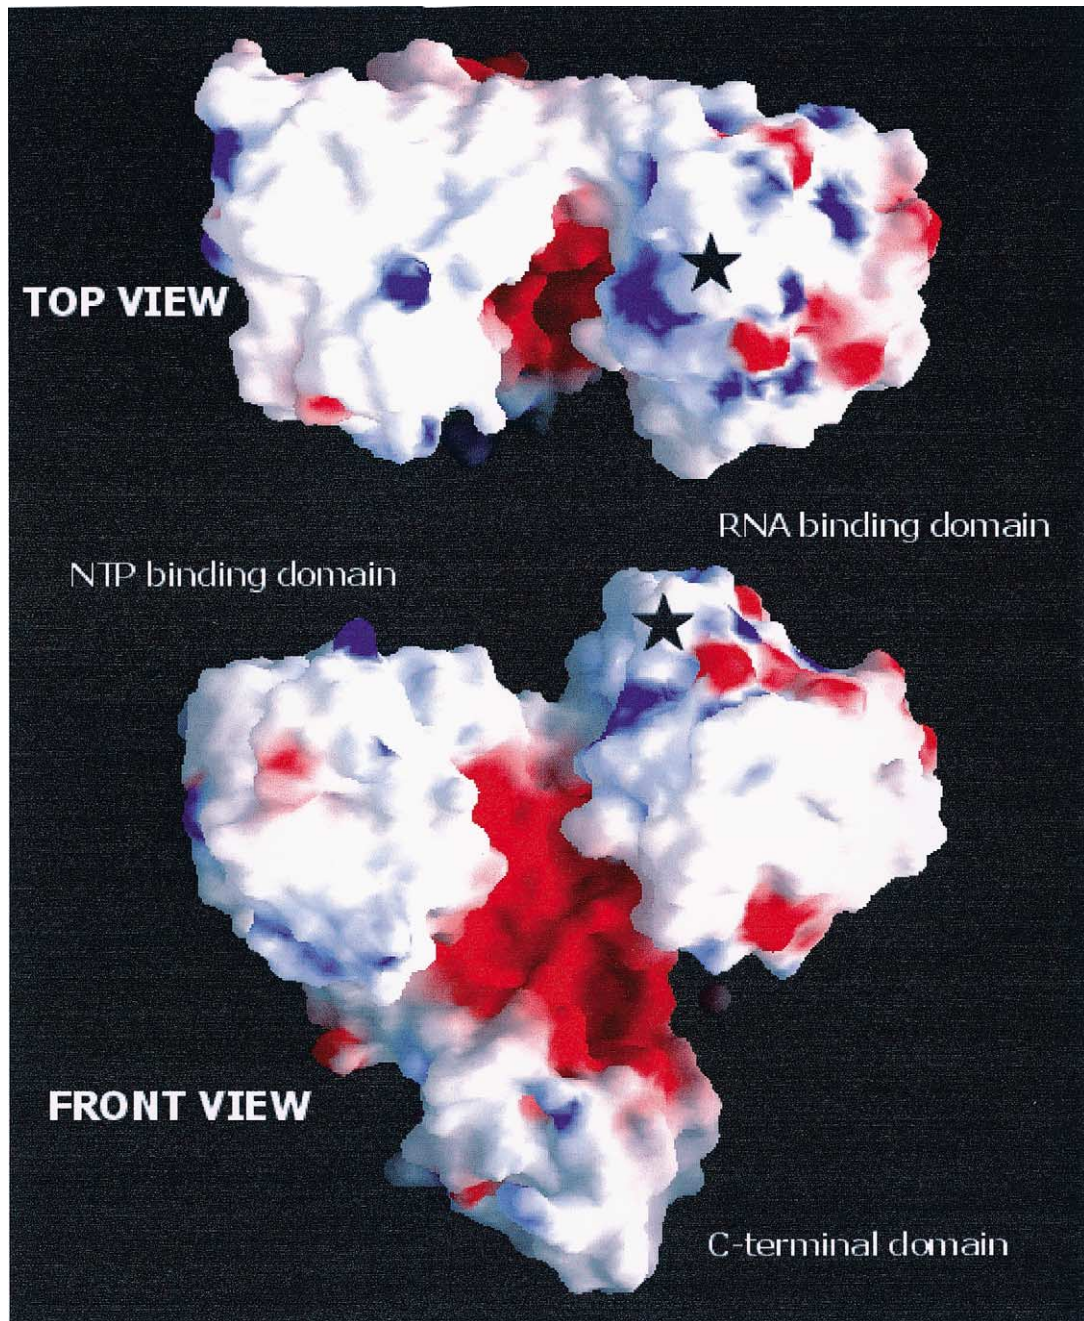 TOP VIEW
RNA binding domain
NTP binding domain
FRONT VIEW
C-terminal domain